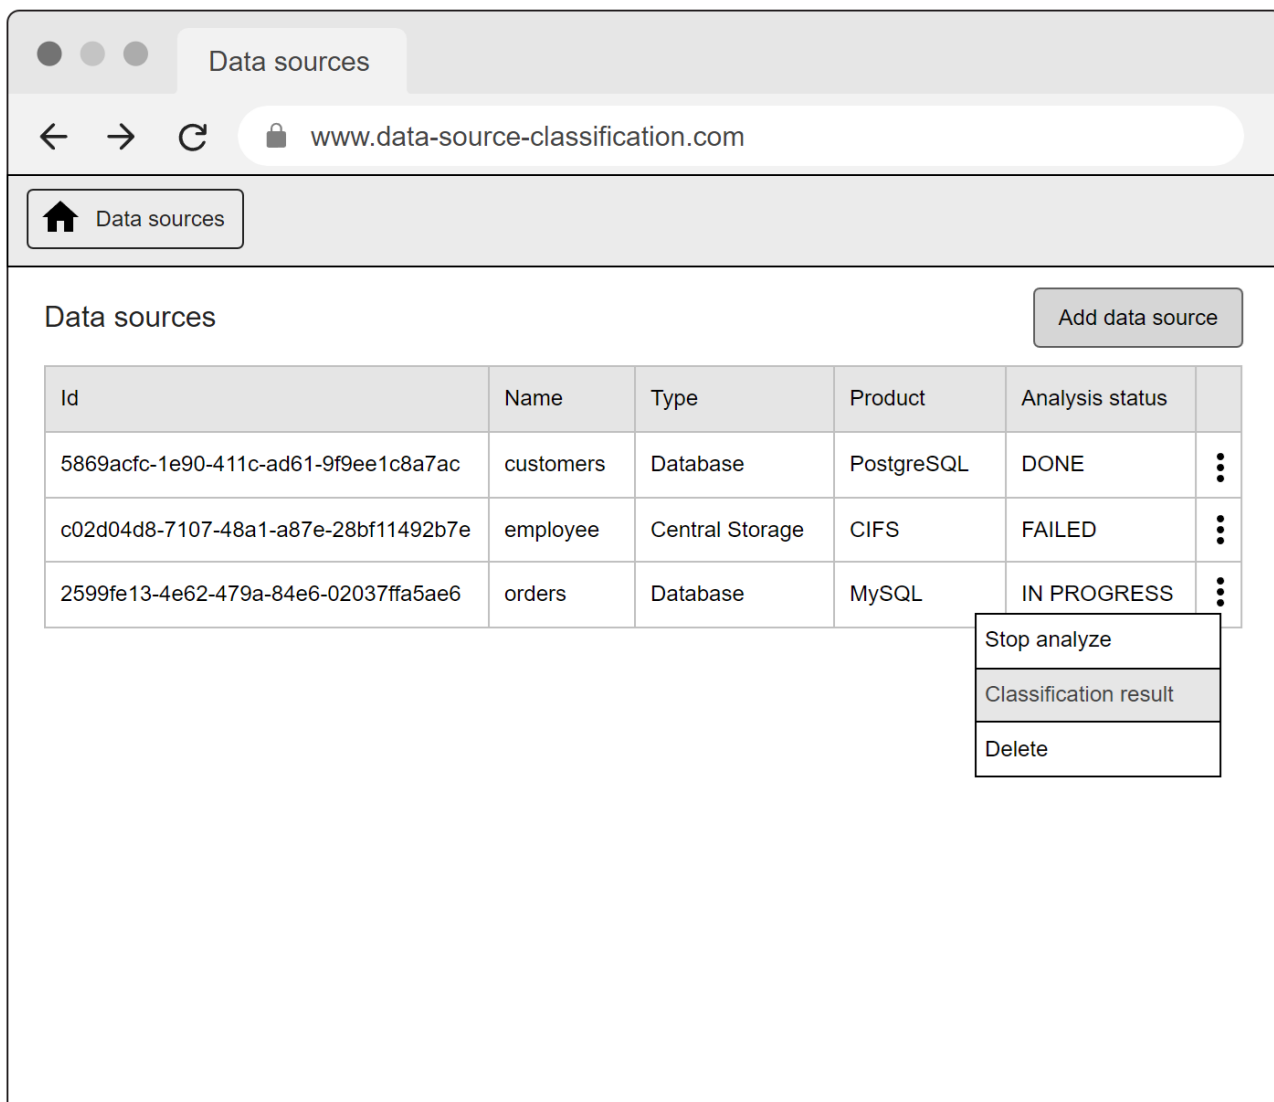 Data sources
www.data-source-classification.com
Data sources
Data sources
Add data source
Id Name Type Product Analysis status
5869acfc-1e90-411c-ad61-9f9ee1c8a7ac customers Database PostgreSQL DONE
c02d04d8-7107-48a1-a87e-28bf11492b7e employee Central Storage CIFS FAILED
2599fe13-4e62-479a-84e6-02037ffa5ae6 orders Database MySQL IN PROGRESS
Stop analyze
Classification result
Delete